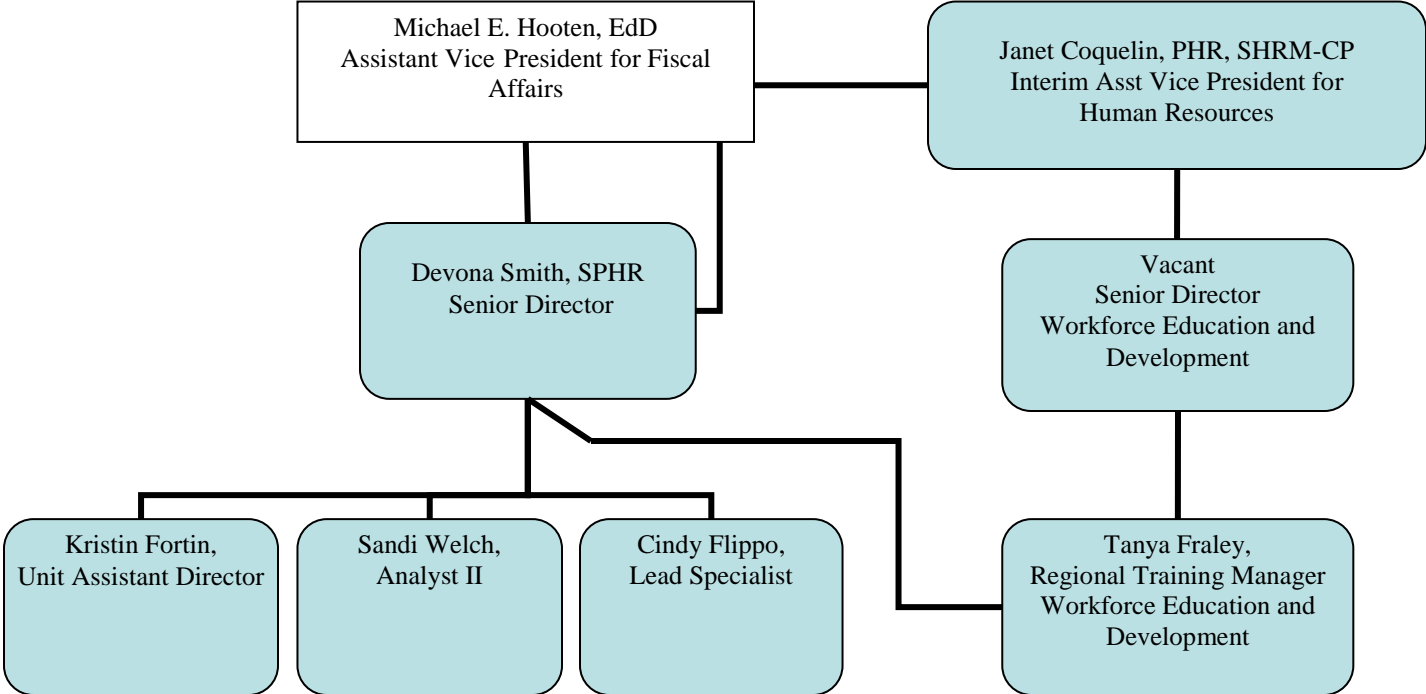 Michael E. Hooten, EdD
Assistant Vice President for Fiscal
Affairs
Janet Coquelin, PHR, SHRM-CP
Interim Asst Vice President for
Human Resources
Devona Smith, SPHR
Senior Director
Vacant
Senior Director
Workforce Education and
Development
Kristin Fortin,
Unit Assistant Director
Sandi Welch,
Analyst II
Cindy Flippo,
Lead Specialist
Tanya Fraley,
Regional Training Manager
Workforce Education and
Development